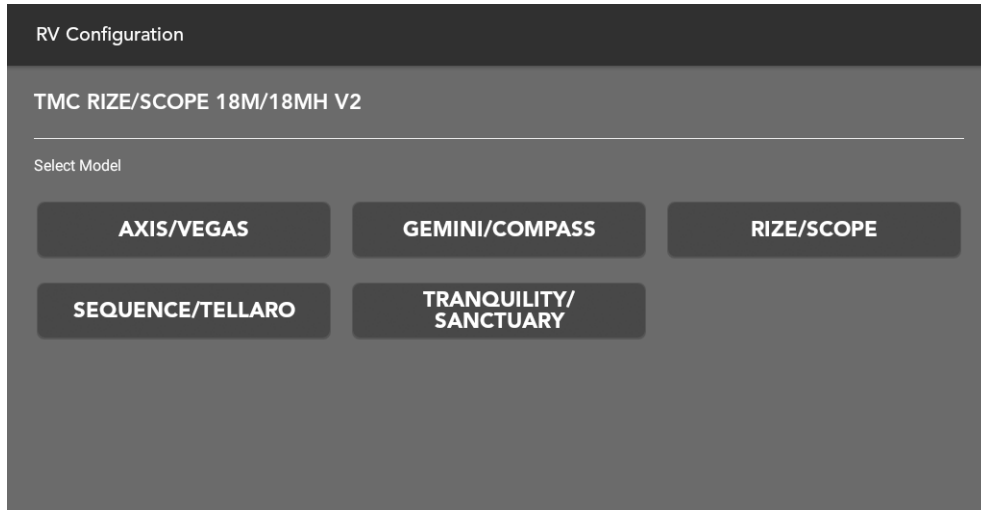 RV Configuration
TMC RIZE/SCOPE 18M/18MH V2
Select Model
AXIS/VEGAS
GEMINI/COMPASS
RIZE/SCOPE
SEQUENCE/TELLARO
TRANQUILITY/
SANCTUARY